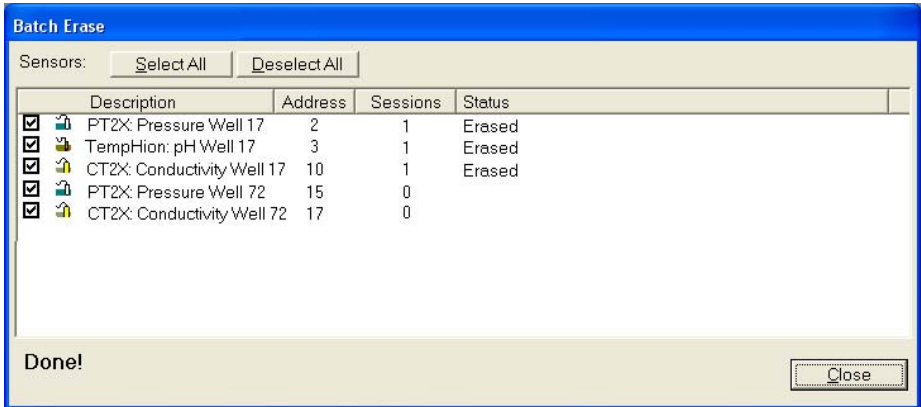 Batch Erase
Sensors: Select All Deselect All
Description Address Sessions Status
PT2X: Pressure Well 17 2 1 Erased
TempHion: pH Well 17 3 1 Erased
CT2X: Conductivity Well 17 10 1 Erased
PT2X: Pressure Well 72 15 0
CT2X: Conductivity Well 72 17 0
Done!
Close